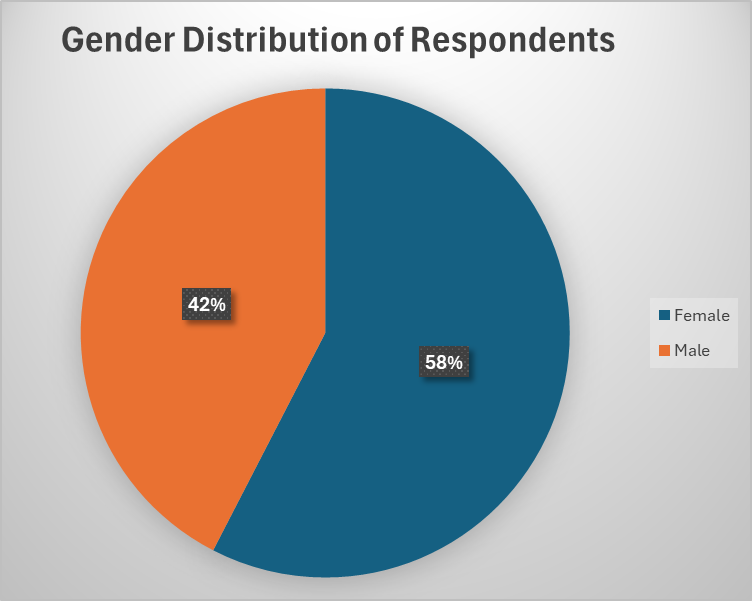 Gender Distribution of Respondents
42%
58%
Female
Male